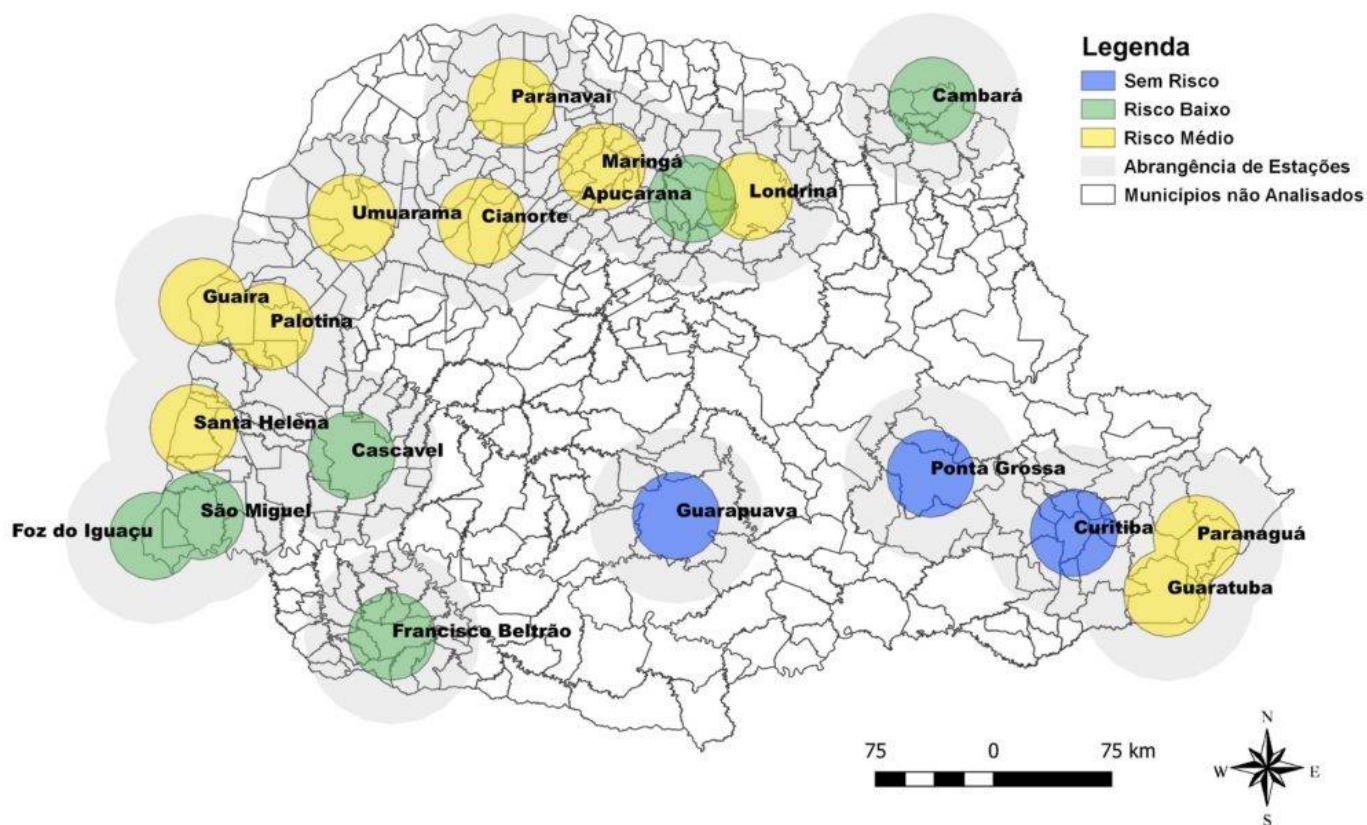 Legenda
Sem Risco
Risco Baixo
Risco Médio
Abrangência de Estações
Municípios não Analisados
Paranavaí
Cambará
Maringá
Apucarana
Londrina
Umuarama
Cianorte
Guaíra
Palotina
Santa Helena
Cascavel
Ponta Grossa
São Miguel
Guarapuava
Foz do Iguaçu
Curitiba
Paranaguá
Guaratuba
Francisco Beltrão
75 0 75 km
N
W E
S